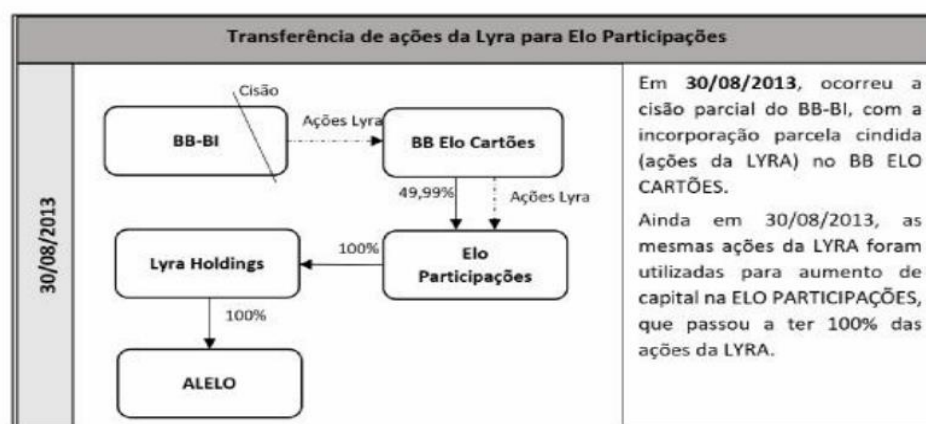 Transferência de ações da Lyra para Elo Participações
30/08/2013
Cisão
Ações Lyra
BB-BI
BB Elo Cartões
49,99%
Ações Lyra
Lyra Holdings
100%
Elo
Participações
100%
ALELO
Em 30/08/2013, ocorreu a
cisão parcial do BB-BI, com a
incorporação parcela cindida
(ações da LYRA) no BB ELO
CARTÕES.
Ainda em 30/08/2013, as
mesmas ações da LYRA foram
utilizadas para aumento de
capital na ELO PARTICIPAÇÕES,
que passou a ter 100% das
ações da LYRA.